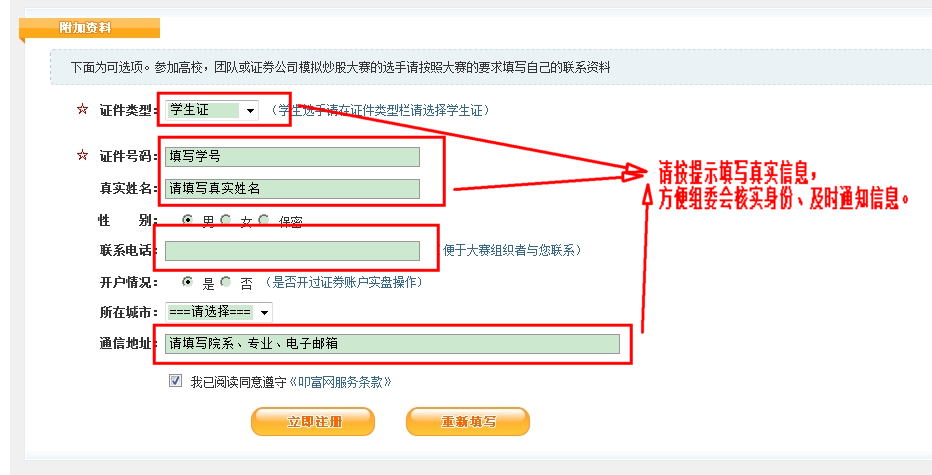 附加资料
下面为可选项。参加高校，团队或证券公司模拟炒股大赛的选手请按照大赛的要求填写自己的联系资料
☆ 证件类型： 学生证 （学生选手请在证件类型栏请选择学生证）
☆ 证件号码： 填写学号
真实姓名： 请填写真实姓名
请按提示填写真实信息，
方便组委会核实身份、及时通知信息。
性 别： 男 女 保密
联系电话： （便于大赛组织者与您联系）
开户情况： 是 否 （是否开过证券账户实盘操作）
所在城市： ===请选择===
通信地址： 请填写院系、专业、电子邮箱
我已阅读同意遵守《叩富网服务条款》
立即注册 重新填写